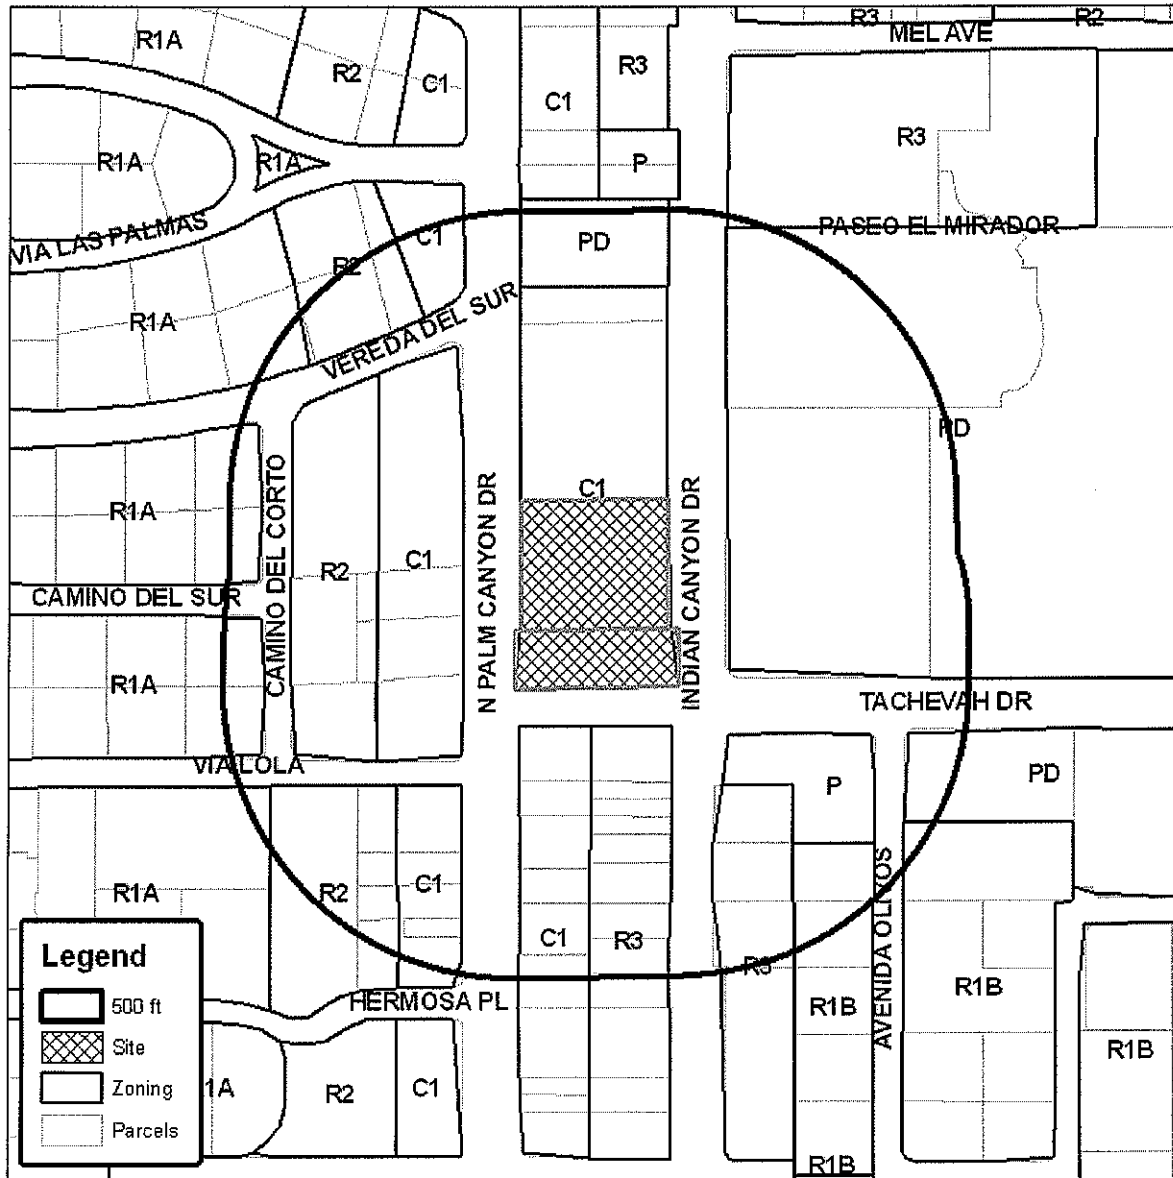 R3
R2
MEL AVE
R1A
R2
C1
R3
C1
R1A
R1A
P
R3
VIA LAS PALMAS
C1
PD
PASEO EL MIRADOR
R2
R1A
VEREDA DEL SUR
PD
C1
R1A
CAMINO DEL CORTO
N PALM CANYON DR
INDIAN CANYON DR
R2
C1
CAMINO DEL SUR
R1A
TACHEVAH DR
VIA LOLA
P
PD
R1A
R2
C1
AVENIDA OLIVOS
C1
R3
R3
R1B
R1B
R1B
HERMOSA PL
1A
R2
C1
R1B
Legend
500 ft
Site
Zoning
Parcels